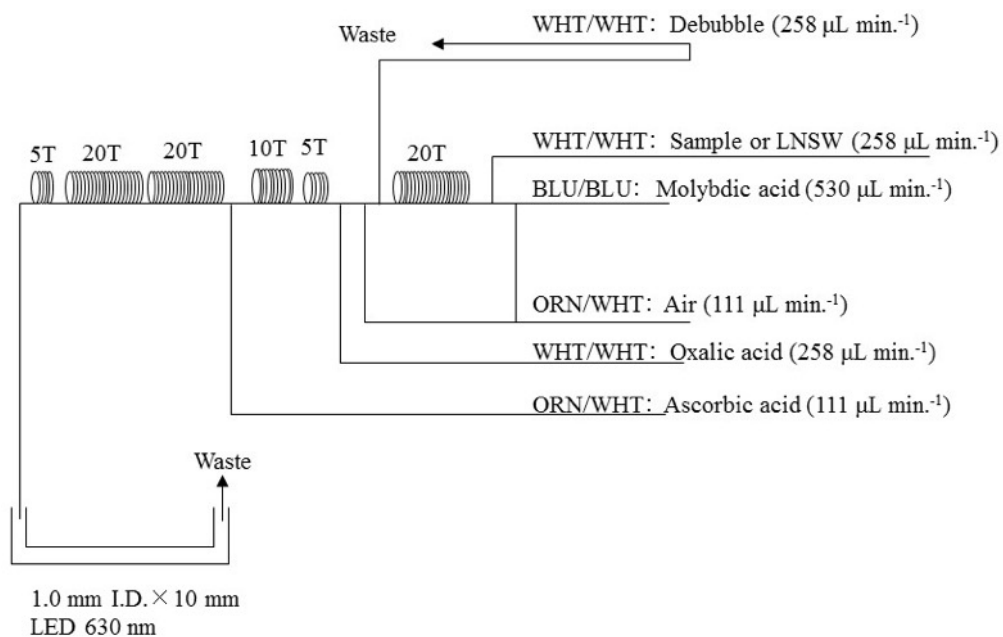 WHT/WHT: Debubble (258 μL min.-1)
Waste
5T 20T 20T 10T 5T 20T
WHT/WHT: Sample or LNSW (258 μL min.-1)
BLU/BLU: Molybdic acid (530 μL min.-1)
ORN/WHT: Air (111 μL min.-1)
WHT/WHT: Oxalic acid (258 μL min.-1)
ORN/WHT: Ascorbic acid (111 μL min.-1)
Waste
1.0 mm I.D.×10 mm
LED 630 nm